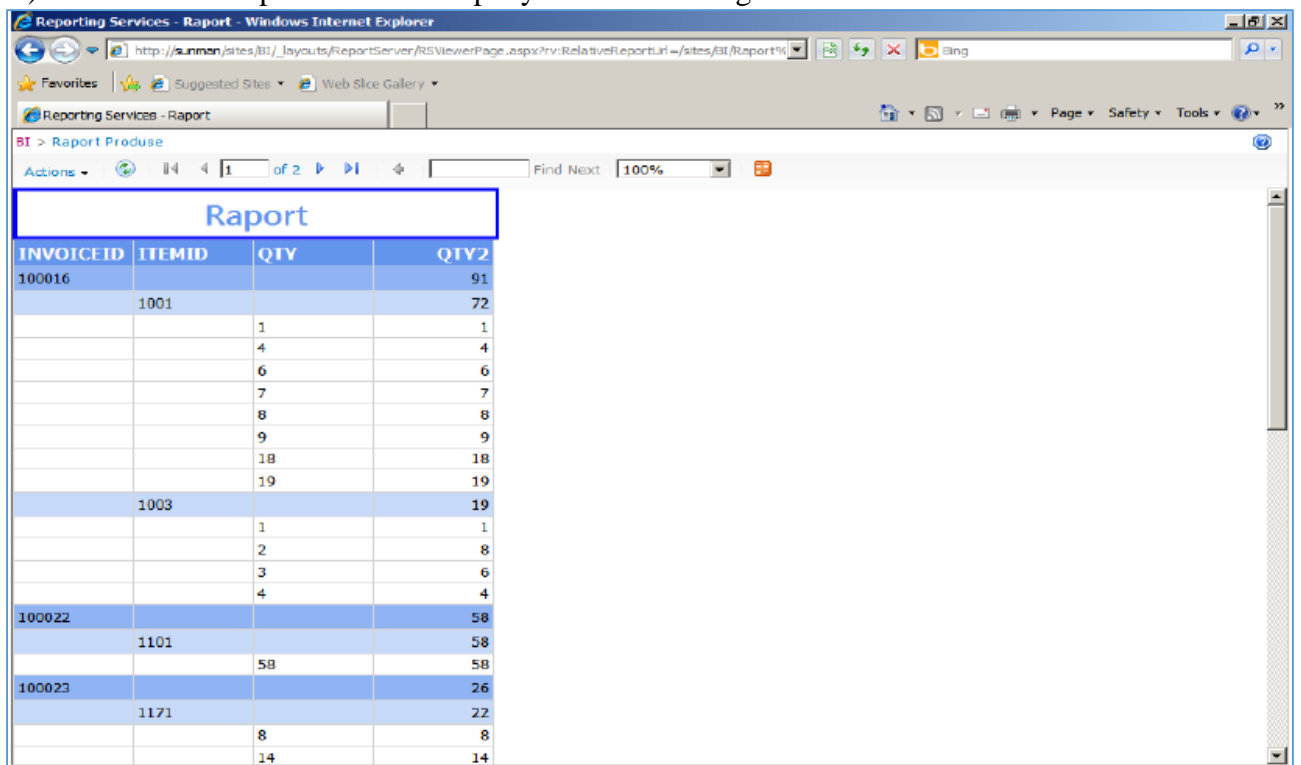 Reporting Services - Raport - Windows Internet Explorer
http://sunman/sites/BI/_layouts/ReportServer/RSViewerPage.aspx?rv:RelativeReportUrl=/sites/BI/Raport%
Bing
Favorites Suggested Sites Web Slice Gallery
Reporting Services - Raport Page Safety Tools »
BI > Raport Produse
Actions 1 of 2 Find Next 100%
Raport
INVOICEID ITEMID QTY QTY2
100016 91
1001 72
1 1
4 4
6 6
7 7
8 8
9 9
18 18
19 19
1003 19
1 1
2 8
3 6
4 4
100022 58
1101 58
58 58
100023 26
1171 22
8 8
14 14